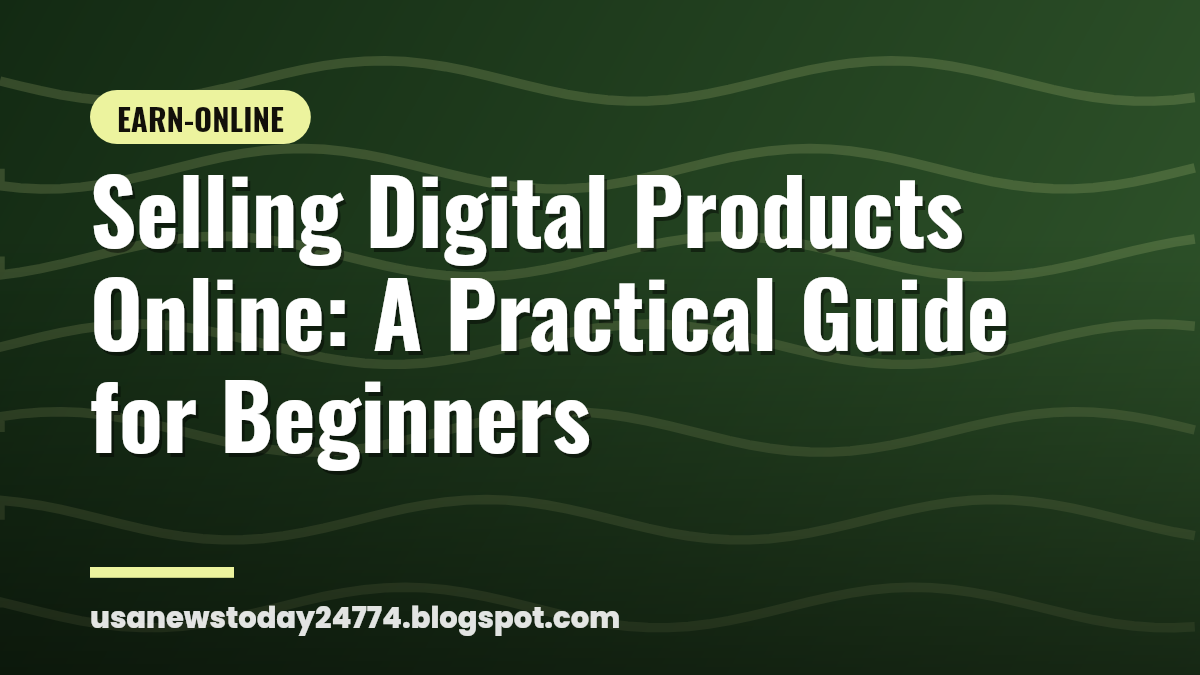 EARN-ONLINE
Selling Digital Products
Online: A Practical Guide
for Beginners
usanewstoday24774.blogspot.com